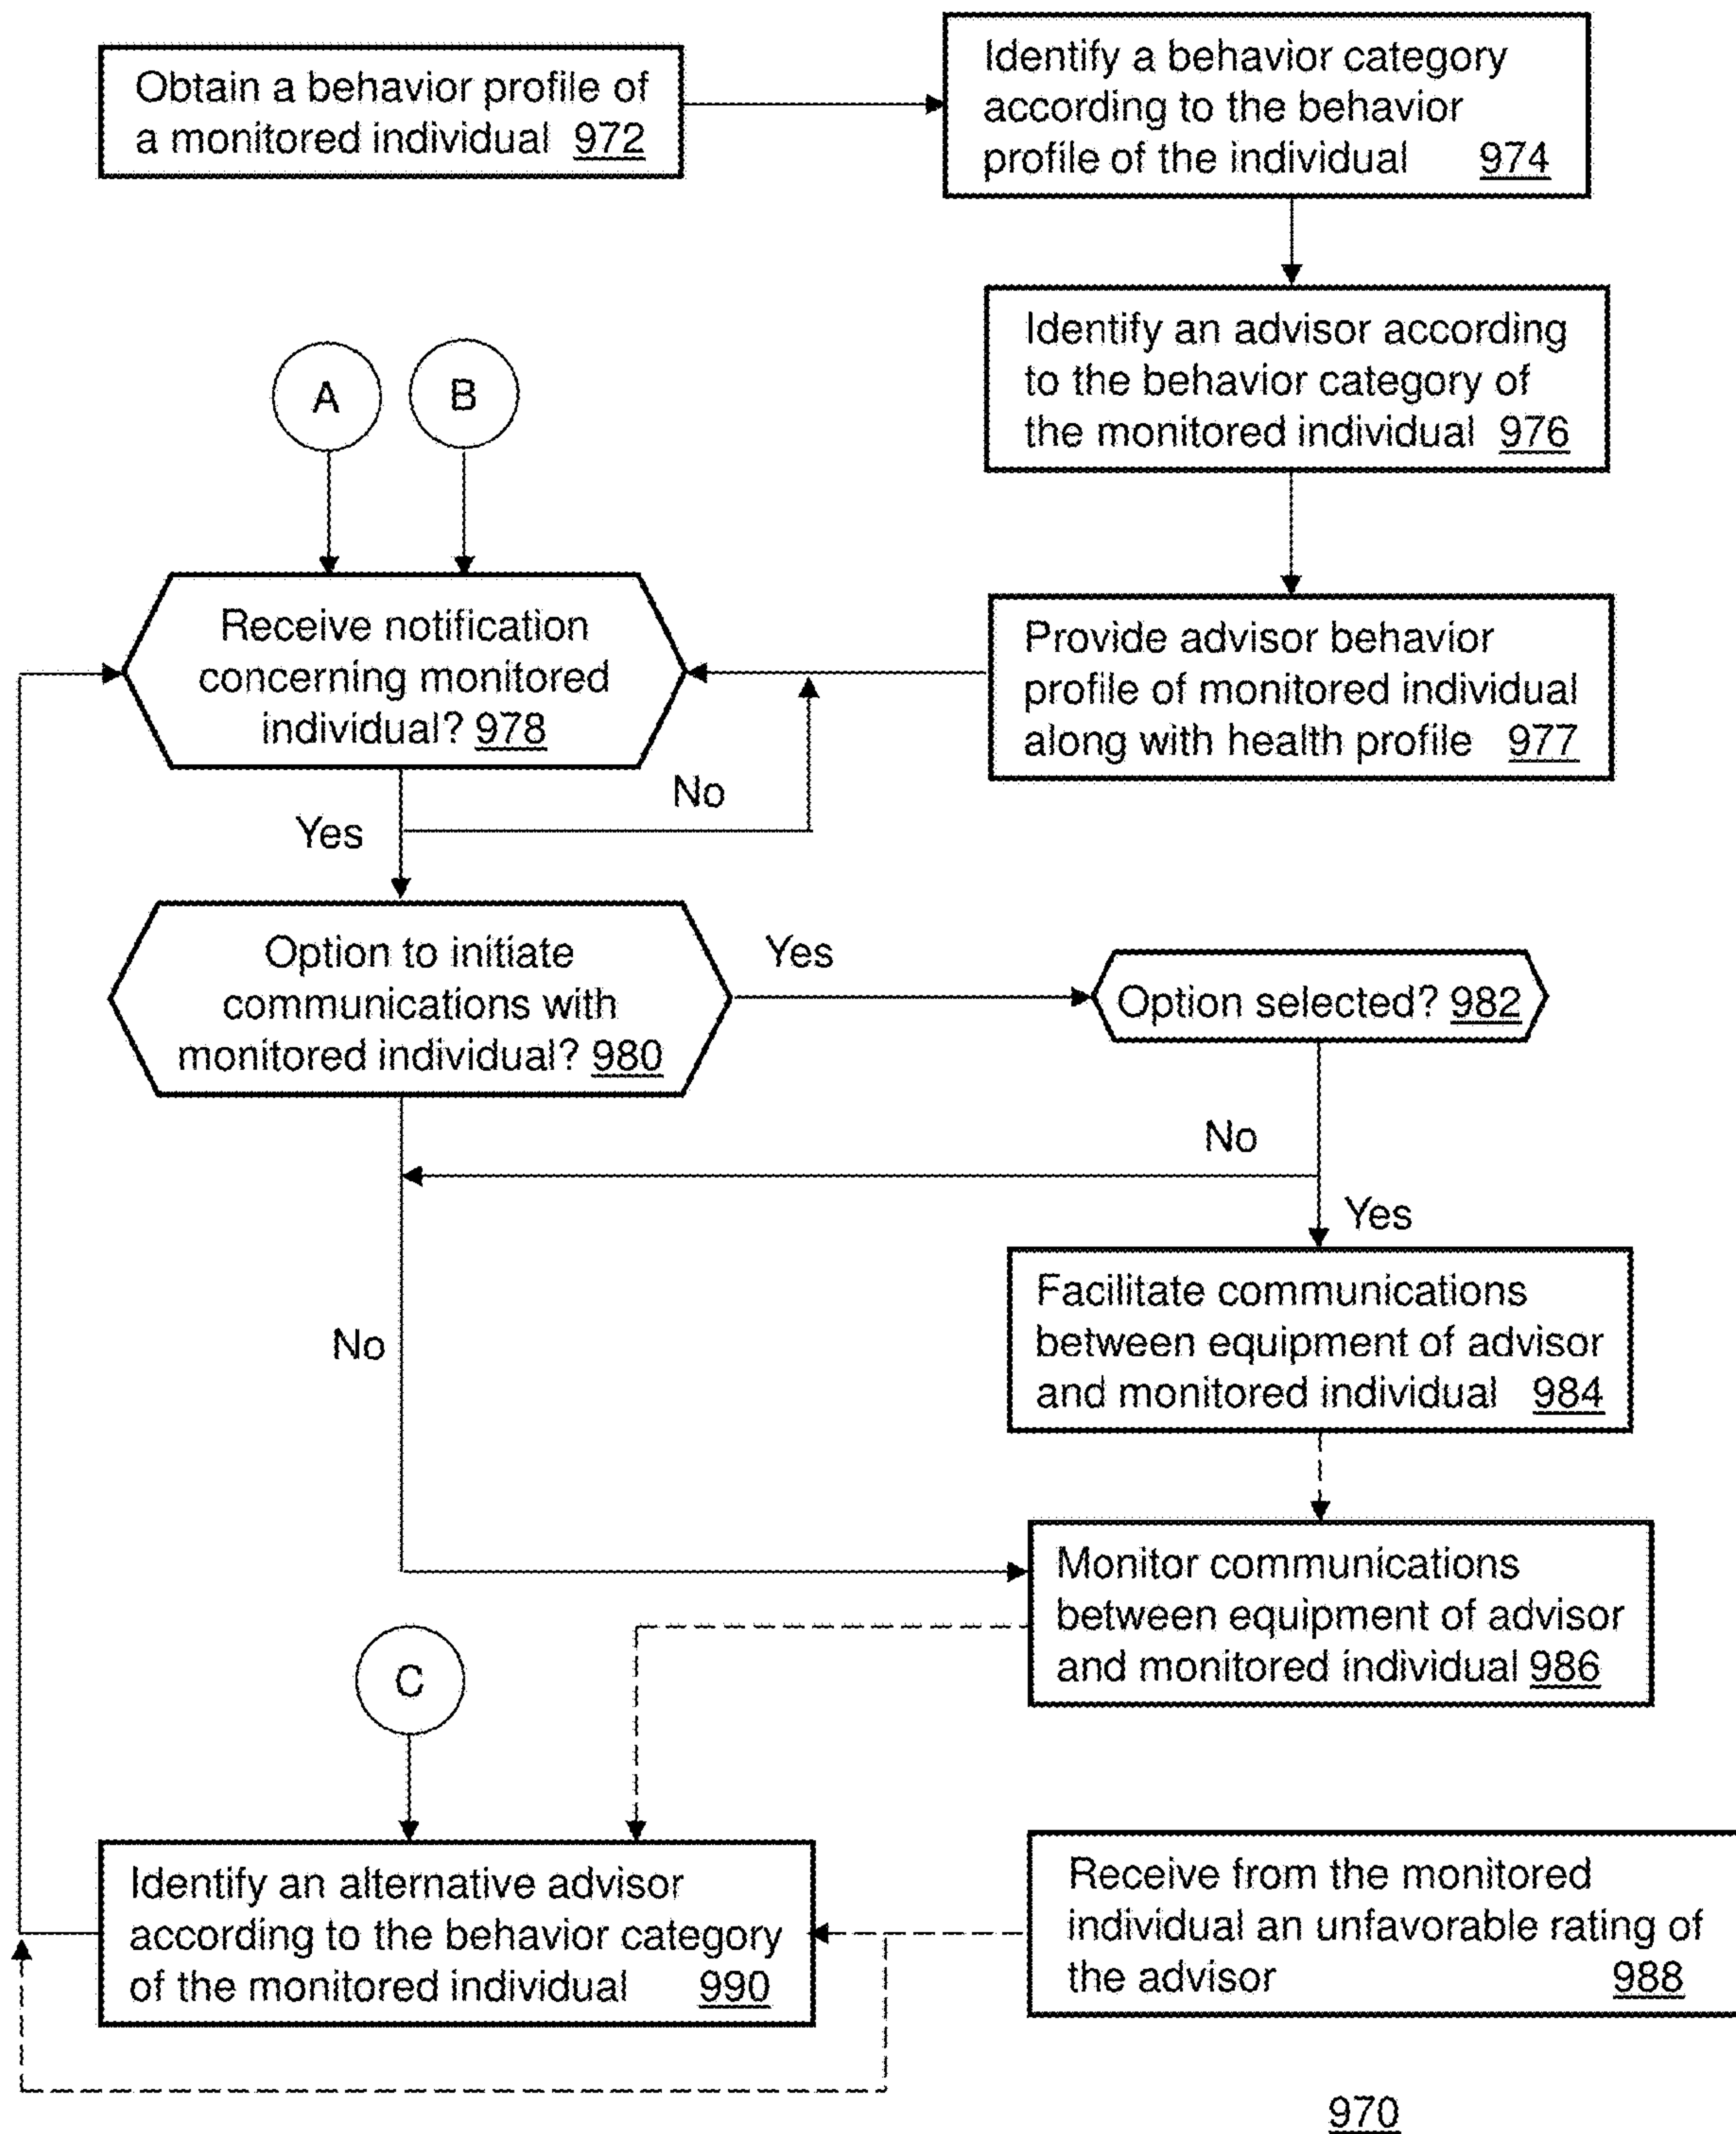 Obtain a behavior profile of
a monitored individual 972
Identify a behavior category
according to the behavior
profile of the individual 974
Identify an advisor according
to the behavior category of
the monitored individual 976
A
B
Receive notification
concerning monitored
individual? 978
Provide advisor behavior
profile of monitored individual
along with health profile 977
No
Yes
Option to initiate
communications with
monitored individual? 980
Yes
Option selected? 982
No
Yes
Facilitate communications
between equipment of advisor
and monitored individual 984
No
Monitor communications
between equipment of advisor
and monitored individual 986
C
Identify an alternative advisor
according to the behavior category
of the monitored individual 990
Receive from the monitored
individual an unfavorable rating of
the advisor 988
970